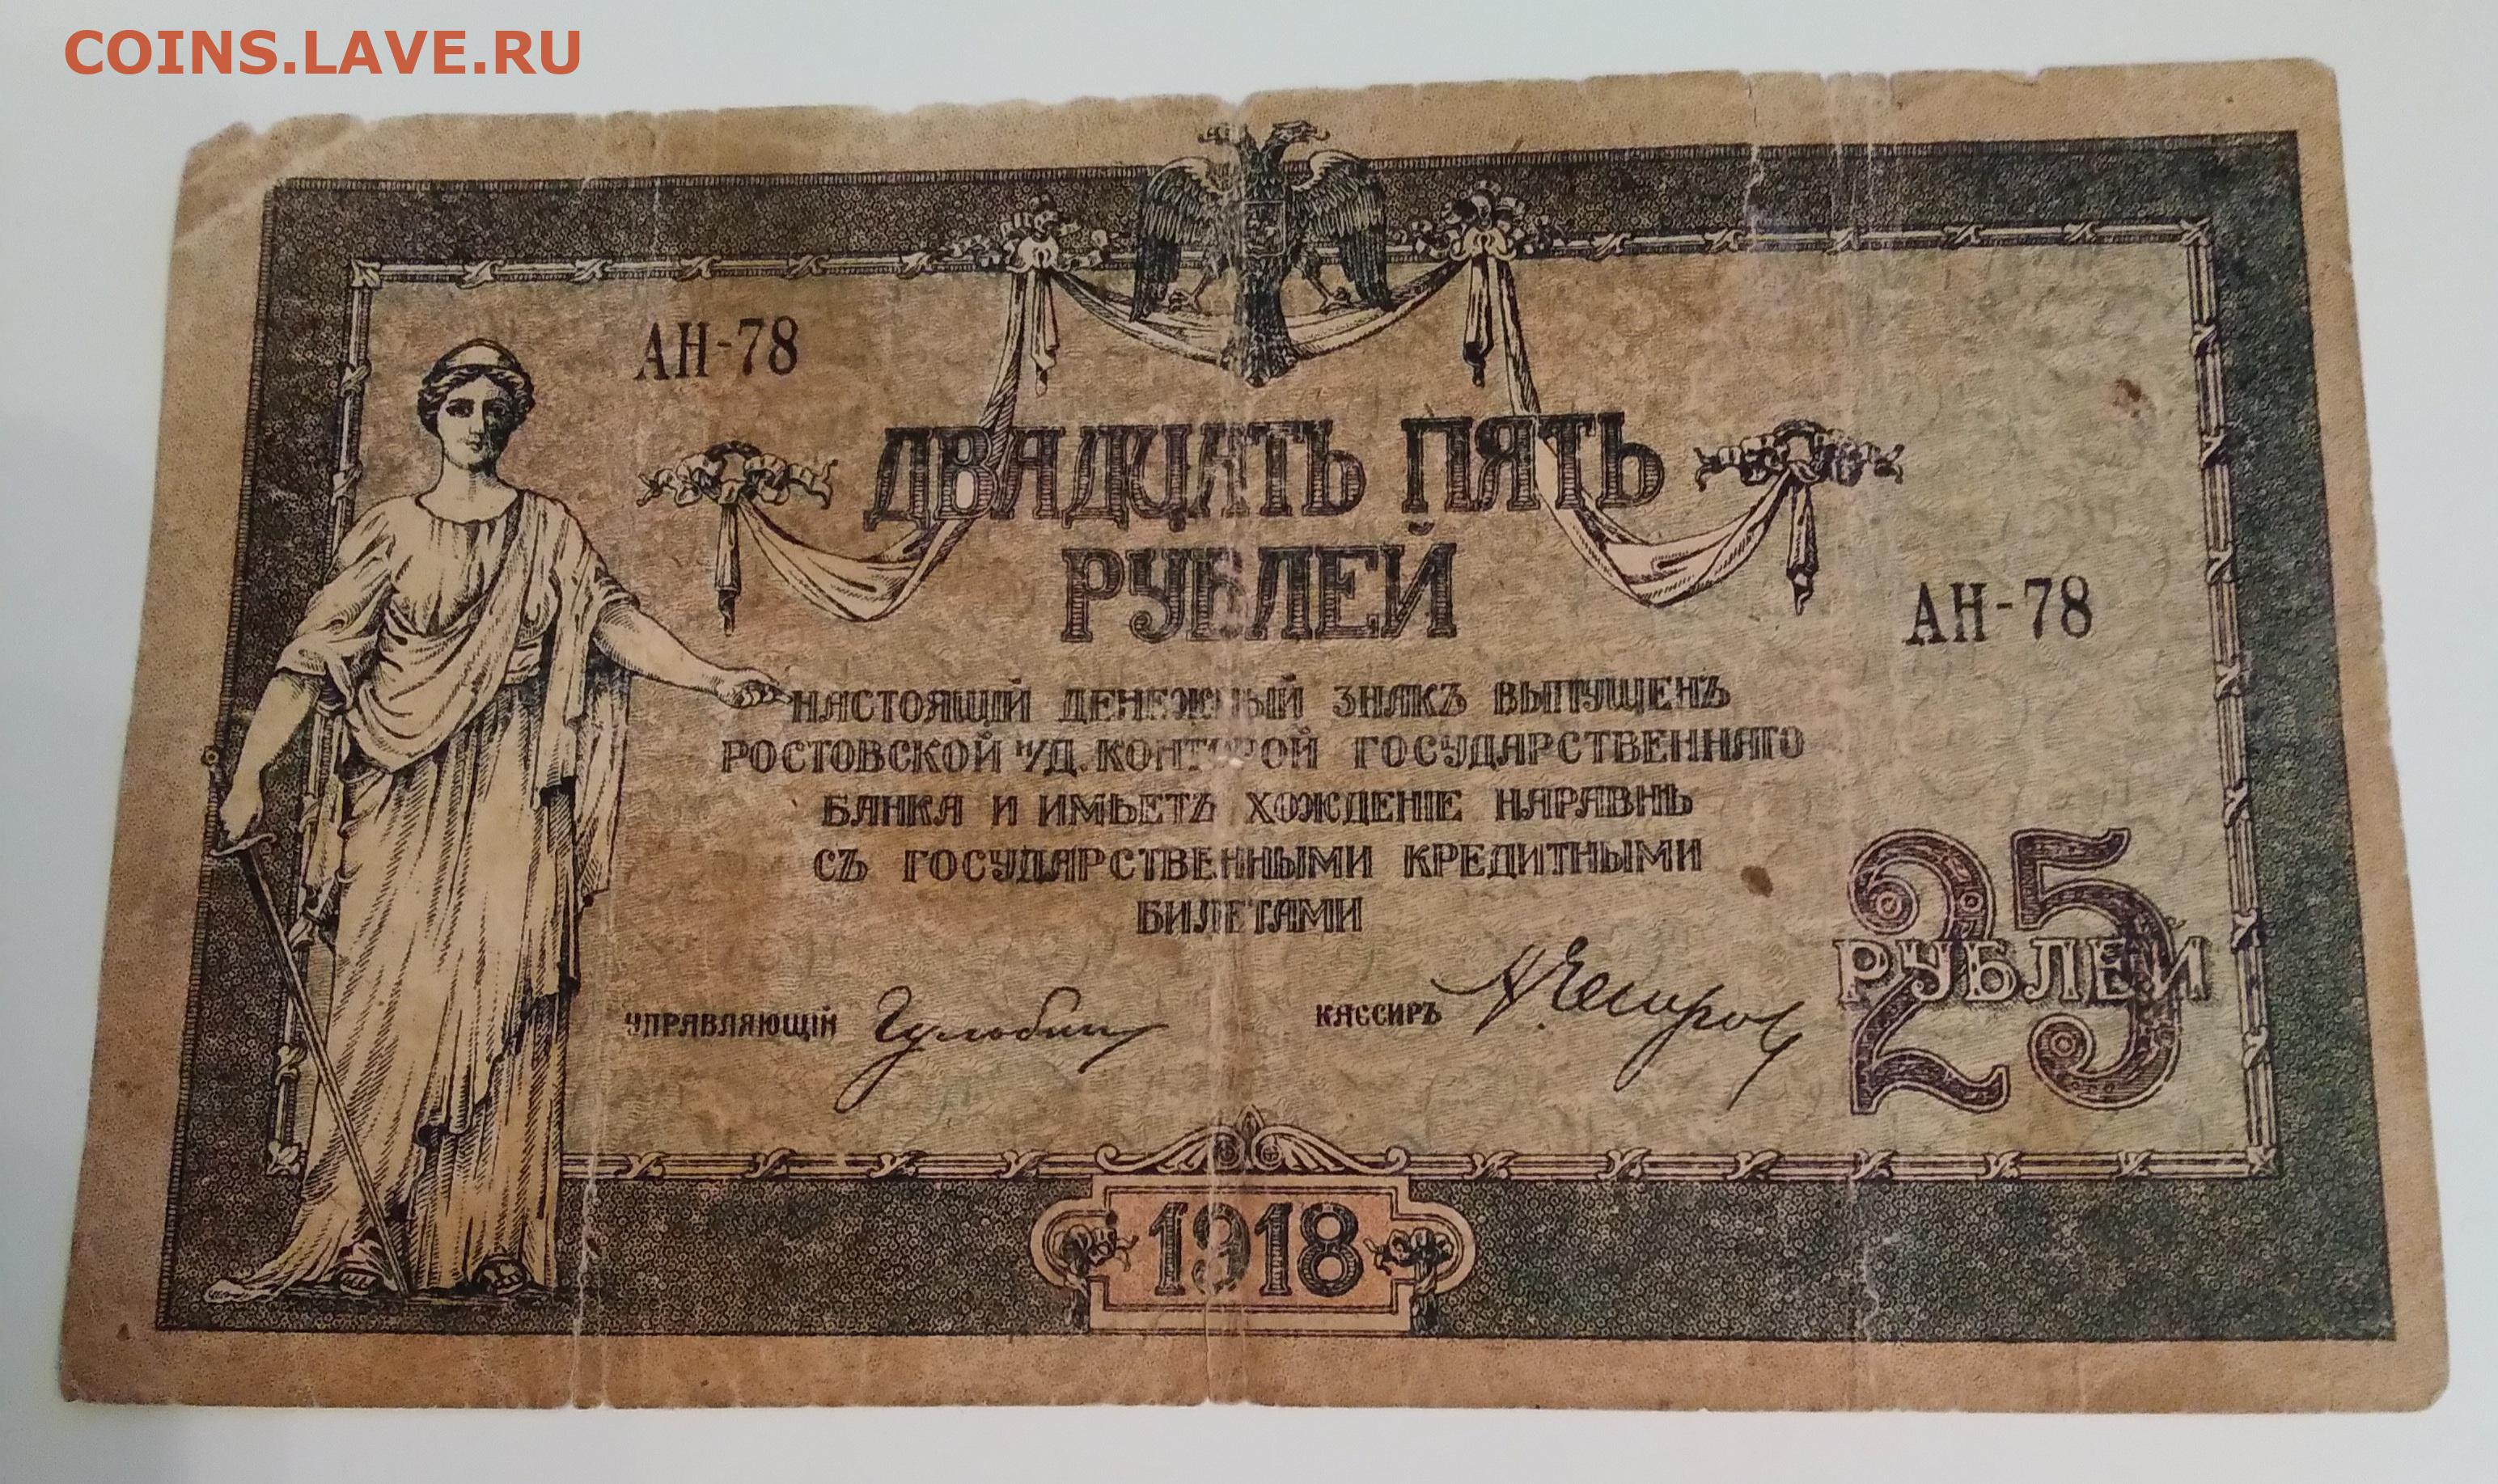 COINS.LAVE.RU
АН-78
ДВАДЦАТЬ ПЯТЬ
РУБЛЕЙ
АН-78
НАСТОЯЩІЙ ДЕНЕЖНЫЙ ЗНАКЪ ВЫПУЩЕНЪ
РОСТОВСКОЙ н/Д. КОНТОРОЙ ГОСУДАРСТВЕННАГО
БАНКА И ИМѢЕТЪ ХОЖДЕНІЕ НАРАВНѢ
СЪ ГОСУДАРСТВЕННЫМИ КРЕДИТНЫМИ
БИЛЕТАМИ
25
РУБЛЕЙ
УПРАВЛЯЮЩІЙ
КАССИРЪ
1918